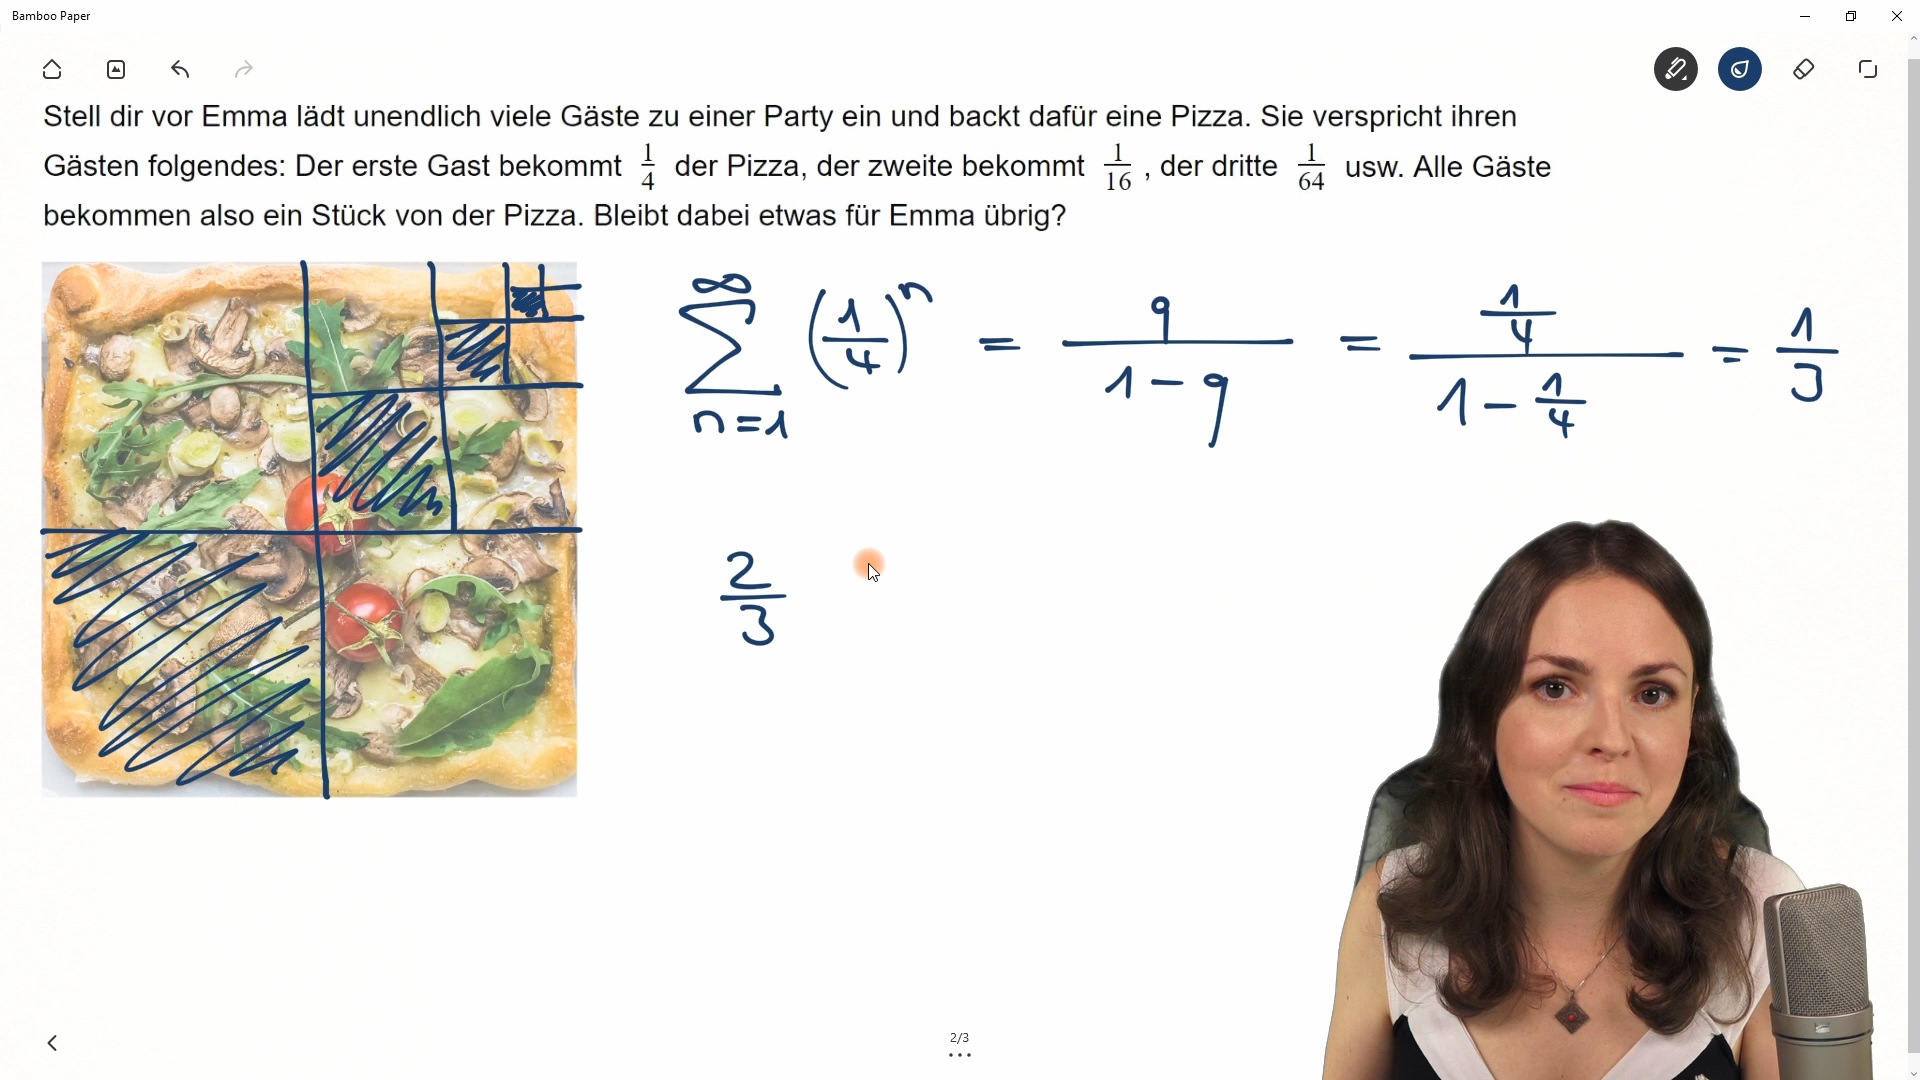 Bamboo Paper
Stell dir vor Emma lädt unendlich viele Gäste zu einer Party ein und backt dafür eine Pizza. Sie verspricht ihren
Gästen folgendes: Der erste Gast bekommt 1/4 der Pizza, der zweite bekommt 1/16 , der dritte 1/64 usw. Alle Gäste
bekommen also ein Stück von der Pizza. Bleibt dabei etwas für Emma übrig?
∑_{n=1}^{∞} (1/4)^n = q/(1-q) = (1/4)/(1-1/4) = 1/3
2/3
2/3